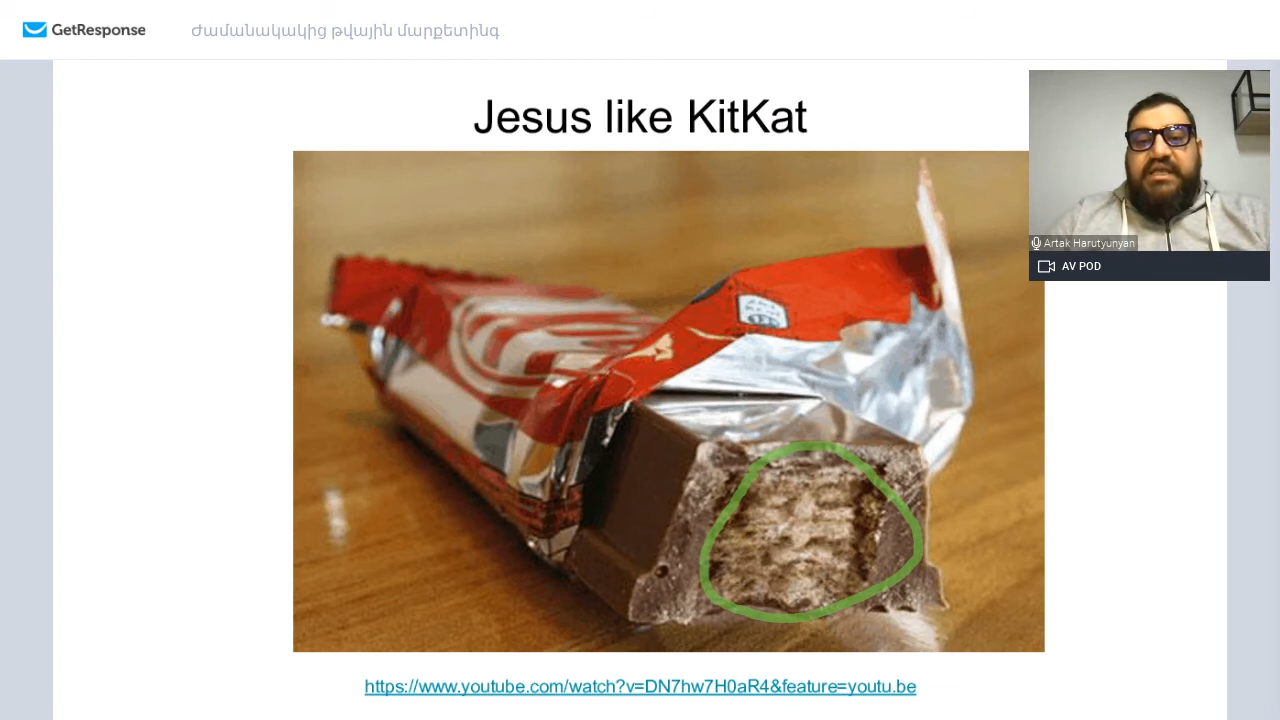 GetResponse
Ժամանակակից թվային մարքետինգ
Jesus like KitKat
Artak Harutyunyan
AV POD
https://www.youtube.com/watch?v=DN7hw7H0aR4&feature=youtu.be